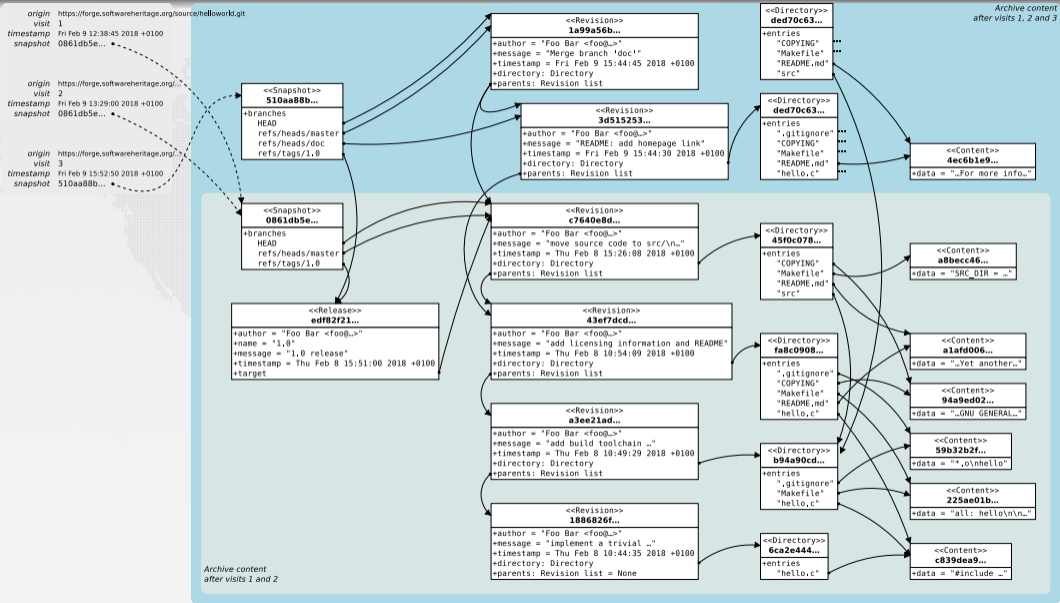 origin https://forge.softwareheritage.org/source/helloworld.git
visit 1
timestamp Fri Feb 9 12:38:45 2018 +0100
snapshot 0861db5e...
origin https://forge.softwareheritage.org/...
visit 2
timestamp Fri Feb 9 13:29:00 2018 +0100
snapshot 0861db5e...
origin https://forge.softwareheritage.org/...
visit 3
timestamp Fri Feb 9 15:52:50 2018 +0100
snapshot 510aa88b...
Archive content
after visits 1, 2 and 3
<<Snapshot>>
510aa88b...
+branches
HEAD
refs/heads/master
refs/heads/doc
refs/tags/1.0
<<Snapshot>>
0861db5e...
+branches
HEAD
refs/heads/master
refs/tags/1.0
<<Release>>
edf82f21...
+author = "Foo Bar <foo@…>"
+name = "1.0"
+message = "1.0 release"
+timestamp = Thu Feb 8 15:51:00 2018 +0100
+target
<<Revision>>
1a99a56b...
+author = "Foo Bar <foo@…>"
+message = "Merge branch 'doc'"
+timestamp = Fri Feb 9 15:44:45 2018 +0100
+directory: Directory
+parents: Revision list
<<Revision>>
3d515253...
+author = "Foo Bar <foo@…>"
+message = "README: add homepage link"
+timestamp = Fri Feb 9 15:44:30 2018 +0100
+directory: Directory
+parents: Revision list
<<Revision>>
c7640e8d...
+author = "Foo Bar <foo@…>"
+message = "move source code to src/\n…"
+timestamp = Thu Feb 8 15:26:08 2018 +0100
+directory: Directory
+parents: Revision list
<<Revision>>
43ef7dcd...
+author = "Foo Bar <foo@…>"
+message = "add licensing information and README"
+timestamp = Thu Feb 8 10:54:09 2018 +0100
+directory: Directory
+parents: Revision list
<<Revision>>
a3ee21ad...
+author = "Foo Bar <foo@…>"
+message = "add build toolchain …"
+timestamp = Thu Feb 8 10:49:29 2018 +0100
+directory: Directory
+parents: Revision list
<<Revision>>
1886826f...
+author = "Foo Bar <foo@…>"
+message = "implement a trivial …"
+timestamp = Thu Feb 8 10:44:35 2018 +0100
+directory: Directory
+parents: Revision list = None
<<Directory>>
ded70c63...
+entries
"COPYING"
"Makefile"
"README.md"
"src"
<<Directory>>
ded70c63...
+entries
".gitignore"
"COPYING"
"Makefile"
"README.md"
"hello.c"
<<Directory>>
45f0c078...
+entries
"COPYING"
"Makefile"
"README.md"
"src"
<<Directory>>
fa8c0908...
+entries
".gitignore"
"COPYING"
"Makefile"
"README.md"
"hello.c"
<<Directory>>
b94a90cd...
+entries
".gitignore"
"Makefile"
"hello.c"
<<Directory>>
6ca2e444...
+entries
"hello.c"
<<Content>>
4ec6b1e9...
+data = "…For more info…"
<<Content>>
a8becc46...
+data = "SRC_DIR = …"
<<Content>>
a1afd006...
+data = "…Yet another…"
<<Content>>
94a9ed02...
+data = "…GNU GENERAL…"
<<Content>>
59b32b2f...
+data = "*.o\nhello"
<<Content>>
225ae01b...
+data = "all: hello\n\n…"
<<Content>>
c839dea9...
+data = "#include …"
Archive content
after visits 1 and 2